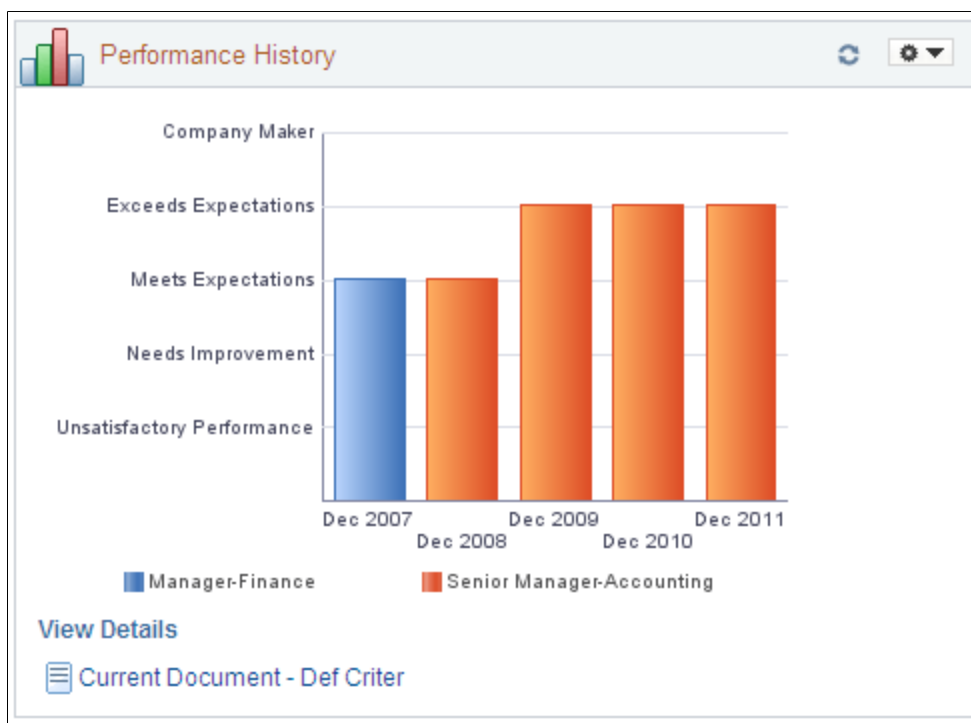 Performance History
Company Maker
Exceeds Expectations
Meets Expectations
Needs Improvement
Unsatisfactory Performance
Dec 2007
Dec 2008
Dec 2009
Dec 2010
Dec 2011
Manager-Finance
Senior Manager-Accounting
View Details
Current Document - Def Criter